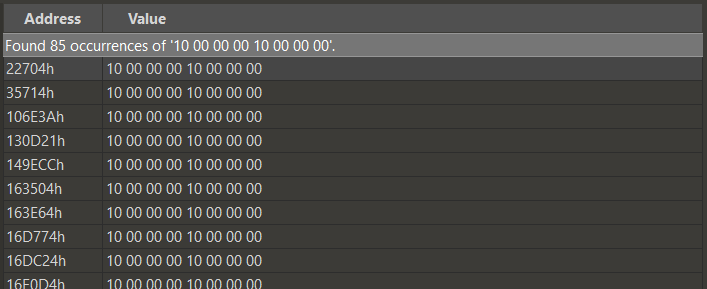 Address Value
Found 85 occurrences of '10 00 00 00 10 00 00 00'.
22704h 10 00 00 00 10 00 00 00
35714h 10 00 00 00 10 00 00 00
106E3Ah 10 00 00 00 10 00 00 00
130D21h 10 00 00 00 10 00 00 00
149ECCh 10 00 00 00 10 00 00 00
163504h 10 00 00 00 10 00 00 00
163E64h 10 00 00 00 10 00 00 00
16D774h 10 00 00 00 10 00 00 00
16DC24h 10 00 00 00 10 00 00 00
16E0D4h 10 00 00 00 10 00 00 00